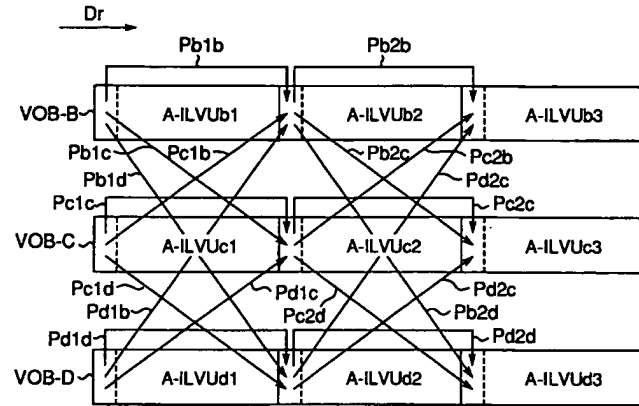 Dr
Pb1b Pb2b
VOB-B A-ILVUb1 A-ILVUb2 A-ILVUb3
Pb1c Pc1b Pb2c Pc2b
Pb1d Pd2c
Pc1c Pc2c
VOB-C A-ILVUc1 A-ILVUc2 A-ILVUc3
Pc1d Pd1c Pd2c
Pd1b Pc2d Pb2d
Pd1d Pd2d
VOB-D A-ILVUd1 A-ILVUd2 A-ILVUd3